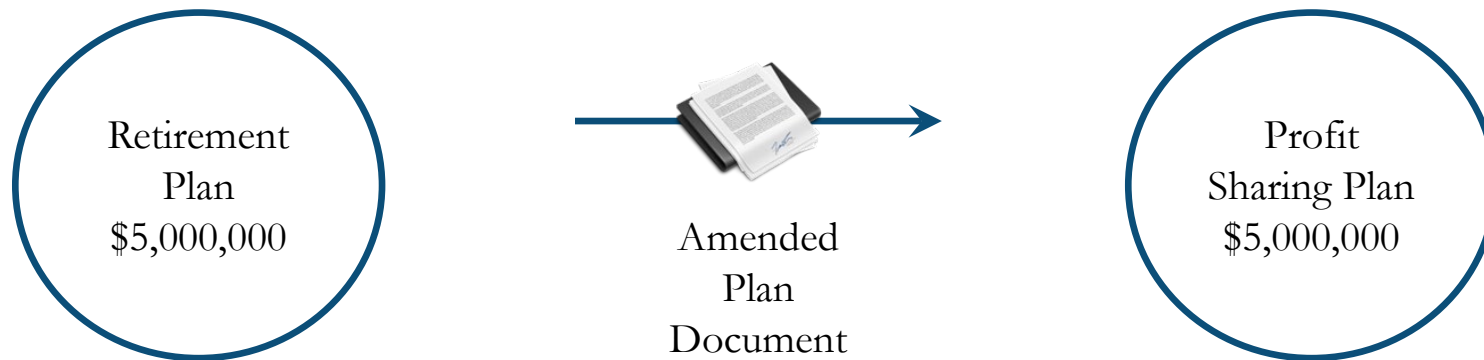 Retirement
Plan
$5,000,000
Amended
Plan
Document
Profit
Sharing Plan
$5,000,000